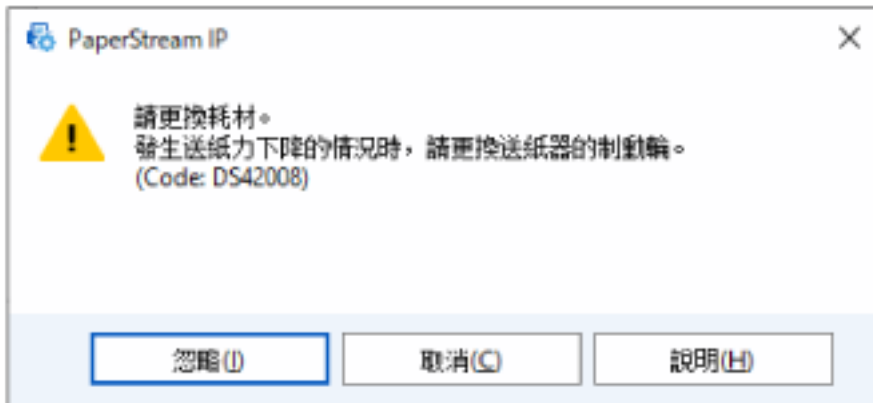 PaperStream IP
請更換耗材。
發生送紙力下降的情況時，請更換送紙器的制動輪。
(Code: DS42008)
忽略(I)
取消(C)
說明(H)